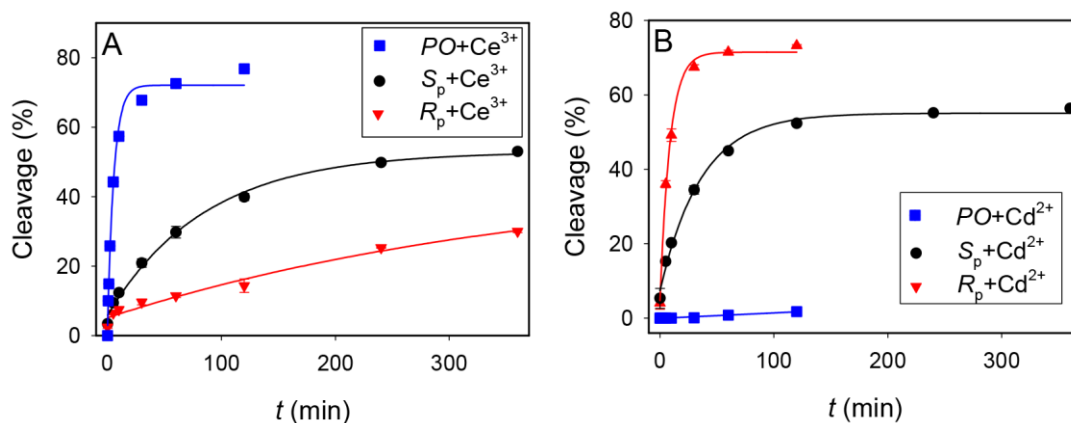 A
PO+Ce³⁺
Sₚ+Ce³⁺
Rₚ+Ce³⁺
Cleavage (%)
80
60
40
20
0
0 100 200 300
t (min)
B
PO+Cd²⁺
Sₚ+Cd²⁺
Rₚ+Cd²⁺
Cleavage (%)
80
60
40
20
0
0 100 200 300
t (min)